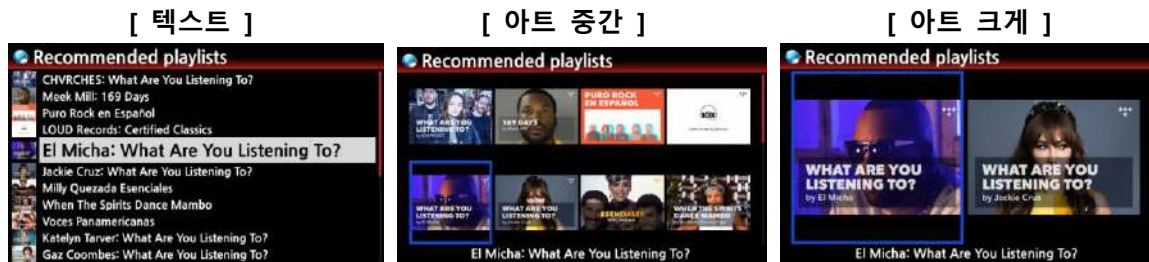 [ 텍스트 ]
[ 아트 중간 ]
[ 아트 크게 ]
Recommended playlists
CHVRCHES: What Are You Listening To?
Meek Mill: 169 Days
Puro Rock en Español
LOUD Records: Certified Classics
El Micha: What Are You Listening To?
Jackie Cruz: What Are You Listening To?
Milly Quezada Esenciales
When The Spirits Dance Mambo
Voces Panamericanas
Katelyn Tarver: What Are You Listening To?
Gaz Coombes: What Are You Listening To?
Recommended playlists
WHAT ARE YOU
LISTENING TO?
169 DAYS
PURO ROCK
EN ESPAÑOL
WHAT ARE YOU
LISTENING TO?
WHAT ARE YOU
LISTENING TO?
ESENCIALES
WHEN THE SPIRITS
DANCE MAMBO
El Micha: What Are You Listening To?
Recommended playlists
WHAT ARE YOU
LISTENING TO?
by El Micha
WHAT ARE YOU
LISTENING TO?
by Jackie Cruz
El Micha: What Are You Listening To?